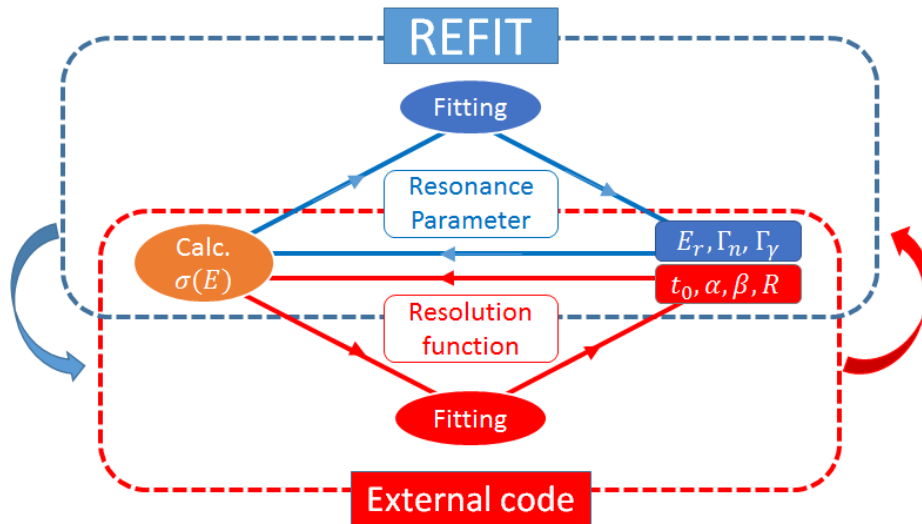 REFIT
Fitting
Resonance
Parameter
Calc.
σ(E)
E_r, Γ_n, Γ_γ
t_0, α, β, R
Resolution
function
Fitting
External code